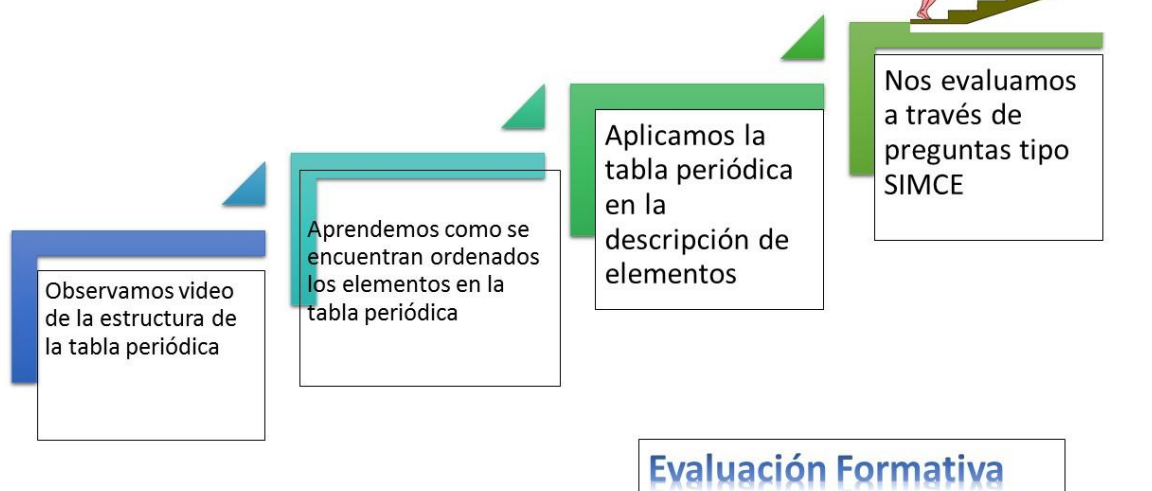 Observamos video
de la estructura de
la tabla periódica
Aprendemos como se
encuentran ordenados
los elementos en la
tabla periódica
Aplicamos la
tabla periódica
en la
descripción de
elementos
Nos evaluamos
a través de
preguntas tipo
SIMCE
Evaluación Formativa